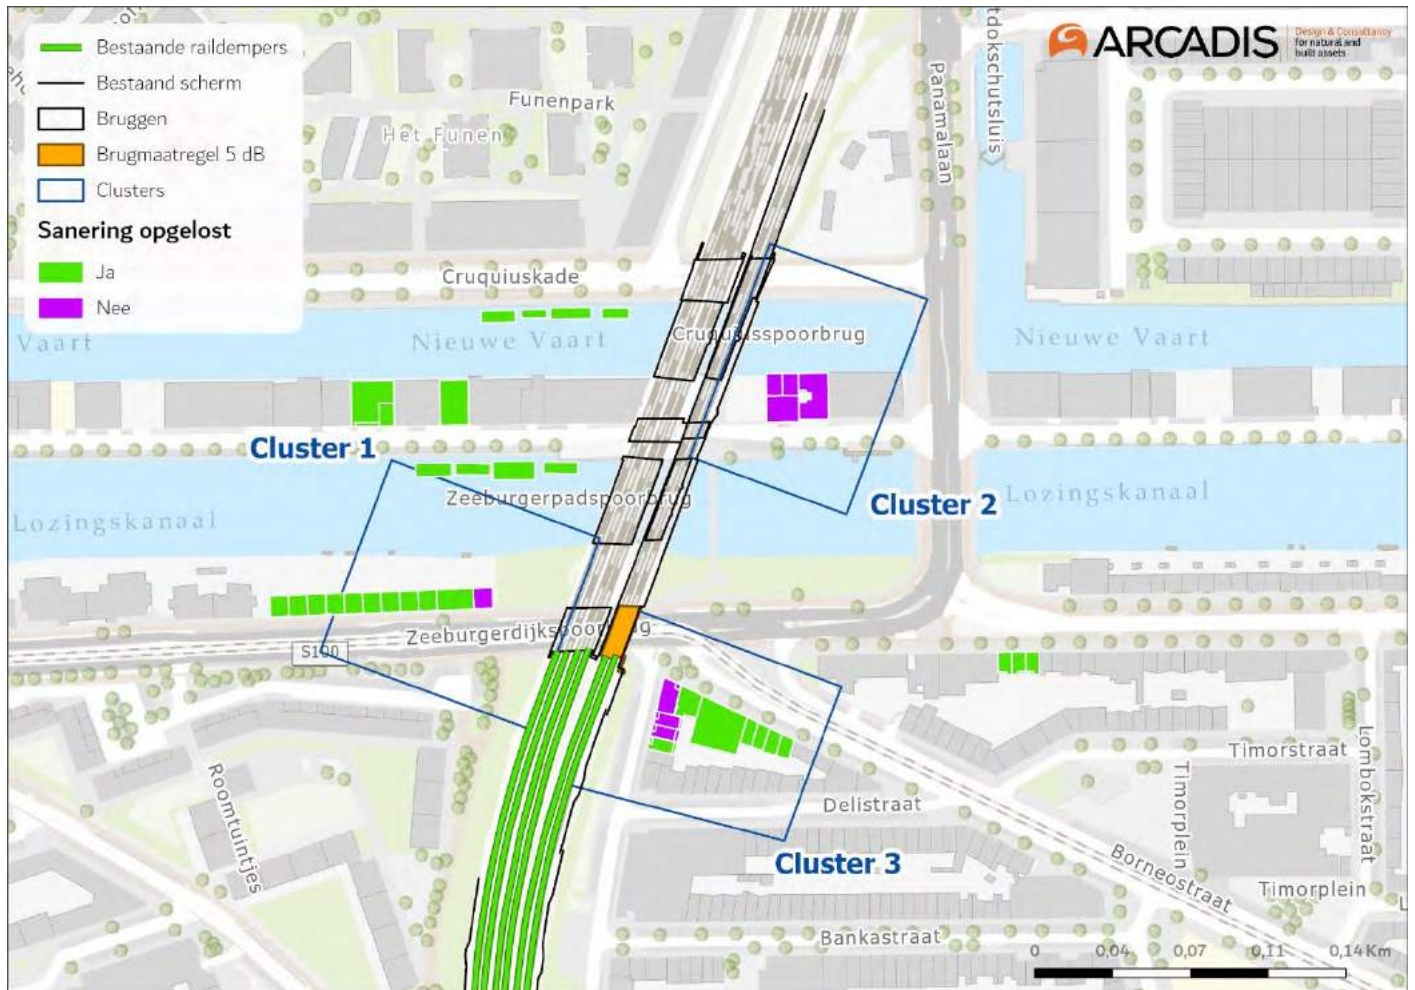 Bestaande raildempers
Bestaand scherm
Bruggen
Brugmaatregel 5 dB
Clusters
Sanering opgelost
Ja
Nee
ARCADIS
Design & Consultancy
for natural and
built assets
Funenpark
Het Funen
Panamalaan
tdokschutsluis
Cruquiuskade
Vaart
Nieuwe Vaart
Cruquiusspoorbrug
Nieuwe Vaart
Cluster 1
Cluster 2
Lozingskanaal
Zeeburgerpadspoorbrug
Lozingskanaal
S100
Zeeburgerdijkspoorbrug
Roomtuintjes
Delistraat
Timorstraat
Timorplein
Lombokstraat
Cluster 3
Borneostraat
Timorplein
Bankastraat
0 0,04 0,07 0,11 0,14 Km